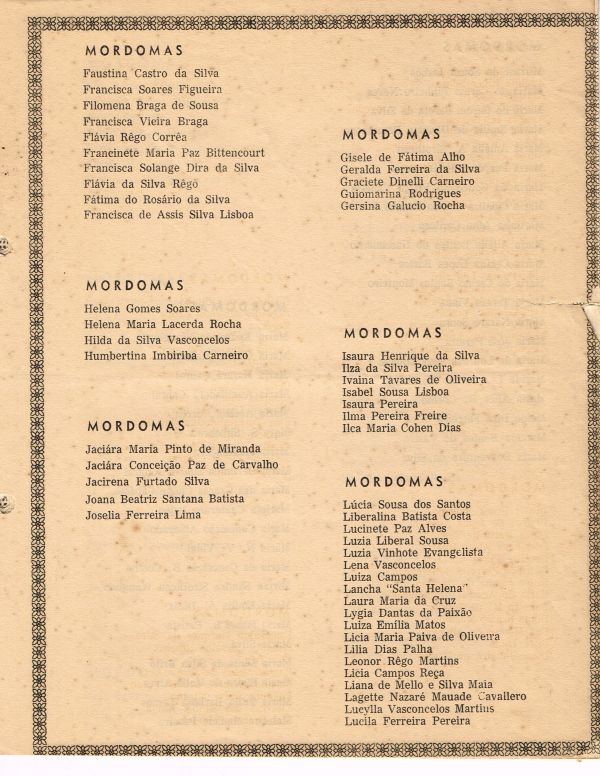 MORDOMAS
Faustina Castro da Silva
Francisca Soares Figueira
Filomena Braga de Sousa
Francisca Vieira Braga
Flávia Rêgo Corrêa
Francinete Maria Paz Bittencourt
Francisca Solange Dira da Silva
Flávia da Silva Rêgo
Fátima do Rosário da Silva
Francisca de Assis Silva Lisboa
MORDOMAS
Helena Gomes Soares
Helena Maria Lacerda Rocha
Hilda da Silva Vasconcelos
Humbertina Imbiriba Carneiro
MORDOMAS
Jaciára María Pinto de Miranda
Jaciára Conceição Paz de Carvalho
Jacirena Furtado Silva
Joana Beatriz Santana Batista
Joselia Ferreira Lima
MORDOMAS
Gisele de Fátima Alho
Geralda Ferreira da Silva
Graciete Dinelli Carneiro
Guiomarina Rodrigues
Gersina Galucio Rocha
MORDOMAS
Isaura Henrique da Silva
Ilza da Silva Pereira
Ivaina Tavares de Oliveira
Isabel Sousa Lisboa
Isaura Pereira
Ilma Pereira Freire
Ilca Maria Cohen Dias
MORDOMAS
Lúcia Sousa dos Santos
Liberalina Batista Costa
Lucinete Paz Alves
Luzia Liberal Sousa
Luzia Vinhote Evangelista
Lena Vasconcelos
Luiza Campos
Lancha "Santa Helena"
Laura Maria da Cruz
Lygia Dantas da Paixão
Luiza Emília Matos
Licia Maria Paiva de Oliveira
Lilia Dias Palha
Leonor Rêgo Martins
Licia Campos Reça
Liana de Mello e Silva Maia
Lagette Nazaré Mauade Cavallero
Lucylla Vasconcelos Martins
Lucila Ferreira Pereira